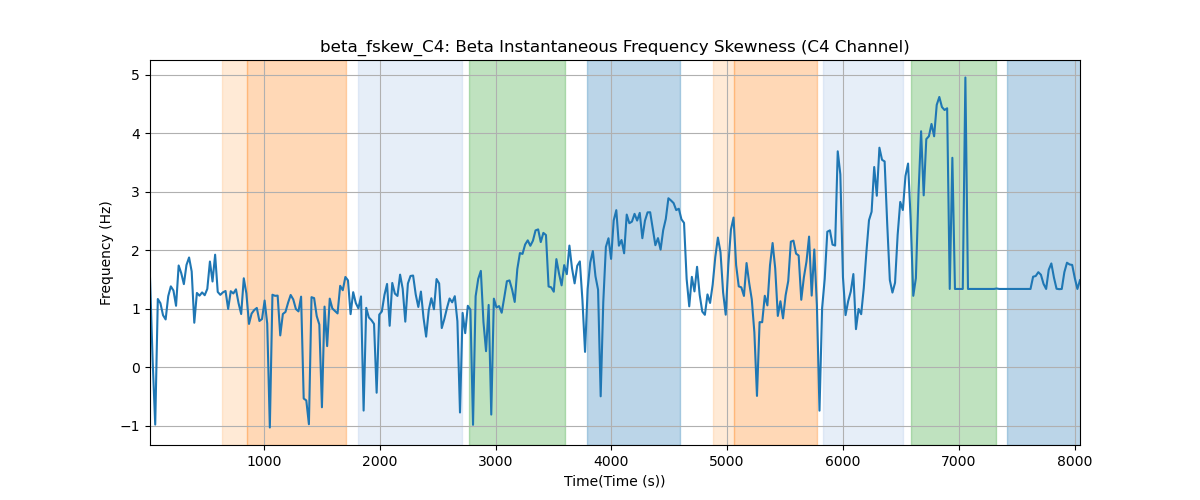 beta_fskew_C4: Beta Instantaneous Frequency Skewness (C4 Channel)
Frequency (Hz)
5
4
3
2
1
0
−1
1000 2000 3000 4000 5000 6000 7000 8000
Time(Time (s))